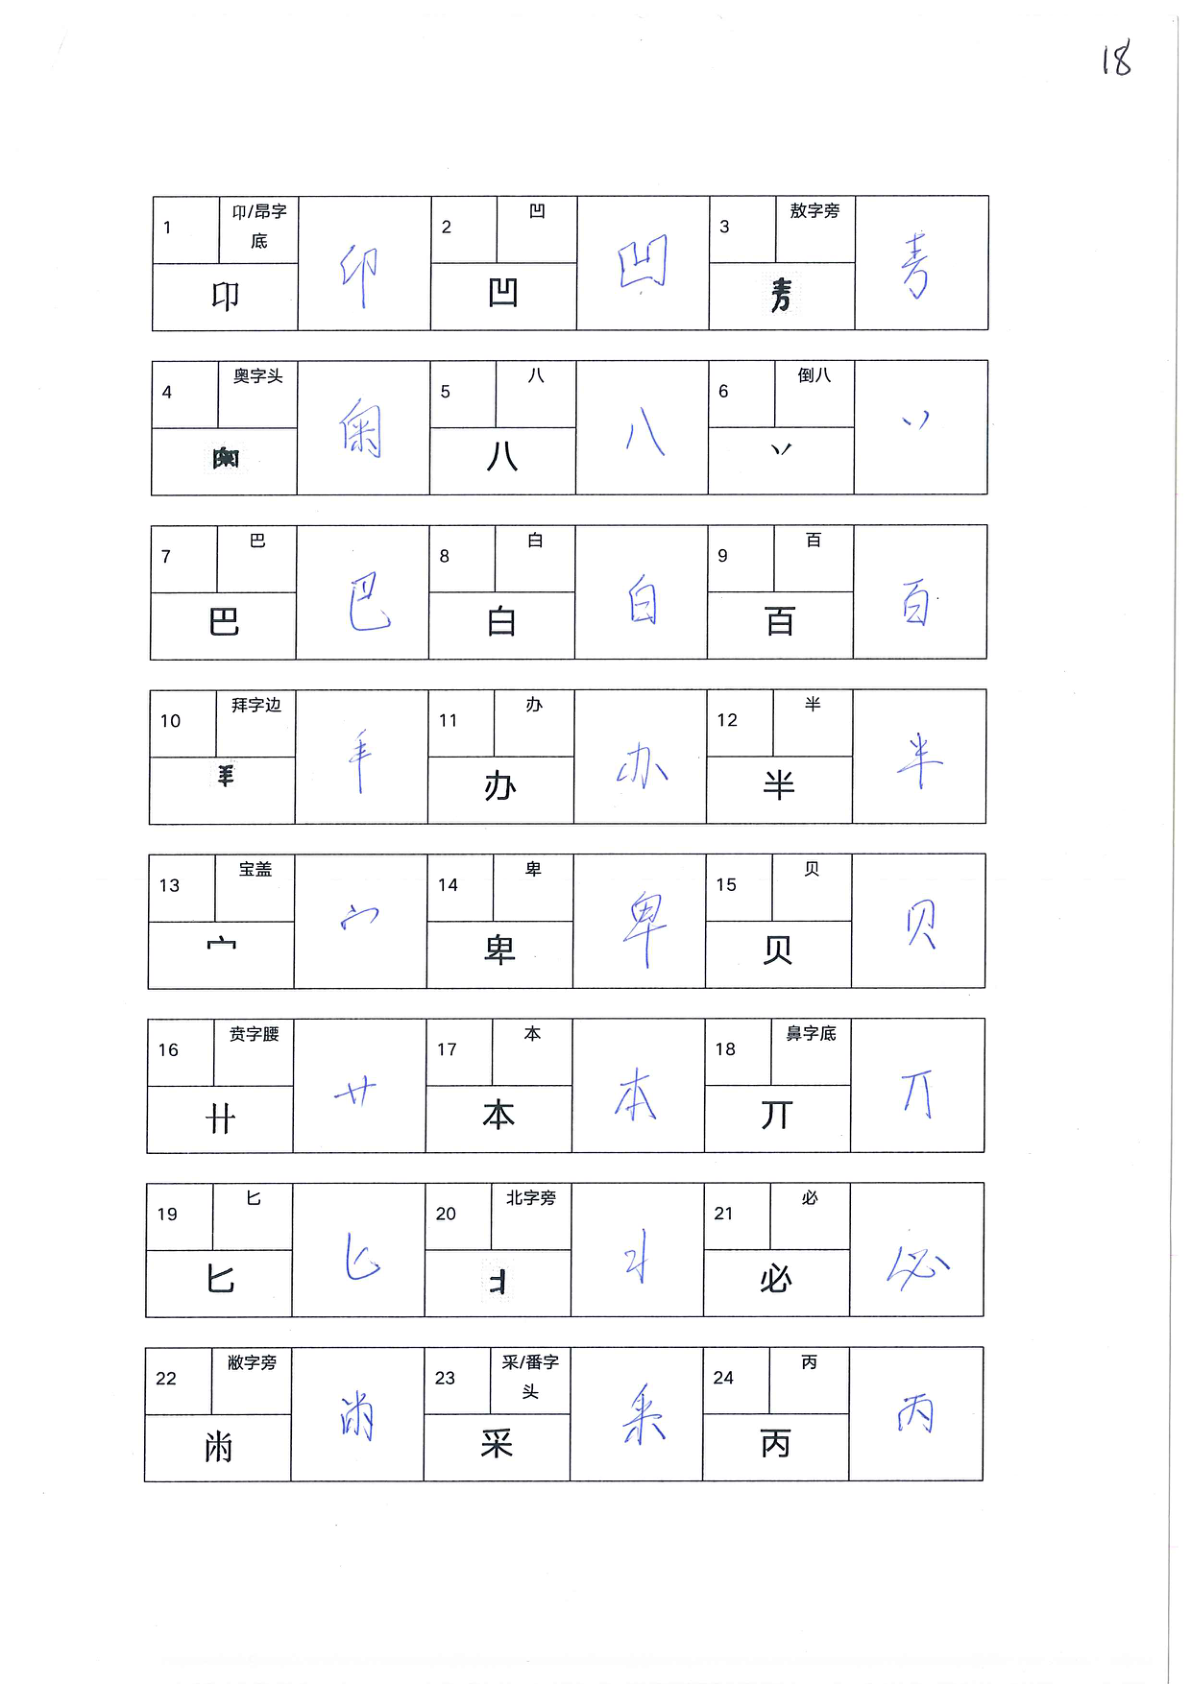 18
1 卬/昂字底 卬 卬
2 凹 凹 凹
3 敖字旁
4 奥字头
5 八 八 八
6 倒八 丷 丷
7 巴 巴 巴
8 白 白 白
9 百 百 百
10 拜字边 龵 手
11 办 办 办
12 半 半 半
13 宝盖 宀 宀
14 卑 卑 卑
15 贝 贝 贝
16 贲字腰 卄 卄
17 本 本 本
18 鼻字底 丌 丌
19 匕 匕 匕
20 北字旁 丬
21 必 必 必
22 敝字旁 㡀 㡀
23 采/番字头 采 釆
24 丙 丙 丙